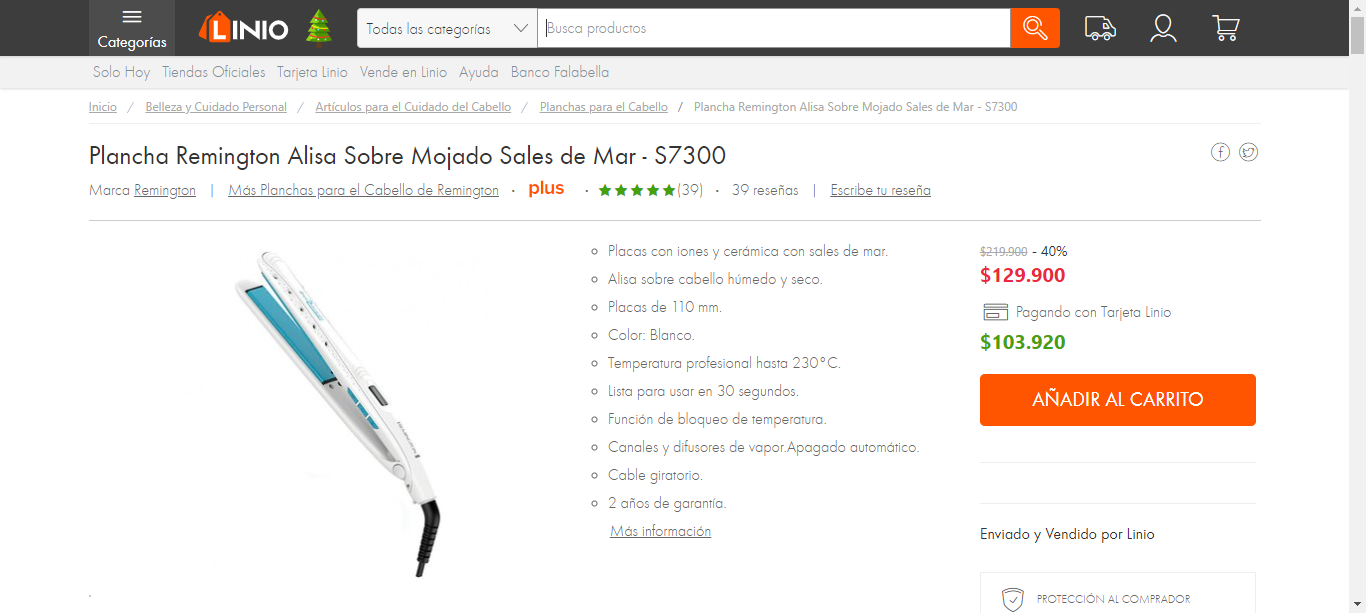 Categorías
LINIO
Todas las categorías
Busca productos
Solo Hoy Tiendas Oficiales Tarjeta Linio Vende en Linio Ayuda Banco Falabella
Inicio / Belleza y Cuidado Personal / Artículos para el Cuidado del Cabello / Planchas para el Cabello / Plancha Remington Alisa Sobre Mojado Sales de Mar - S7300
Plancha Remington Alisa Sobre Mojado Sales de Mar - S7300
Marca Remington | Más Planchas para el Cabello de Remington · plus · (39) · 39 reseñas | Escribe tu reseña
Placas con iones y cerámica con sales de mar.
Alisa sobre cabello húmedo y seco.
Placas de 110 mm.
Color: Blanco.
Temperatura profesional hasta 230°C.
Lista para usar en 30 segundos.
Función de bloqueo de temperatura.
Canales y difusores de vapor.Apagado automático.
Cable giratorio.
2 años de garantía.
Más información
$219.900 - 40%
$129.900
Pagando con Tarjeta Linio
$103.920
AÑADIR AL CARRITO
Enviado y Vendido por Linio
PROTECCIÓN AL COMPRADOR